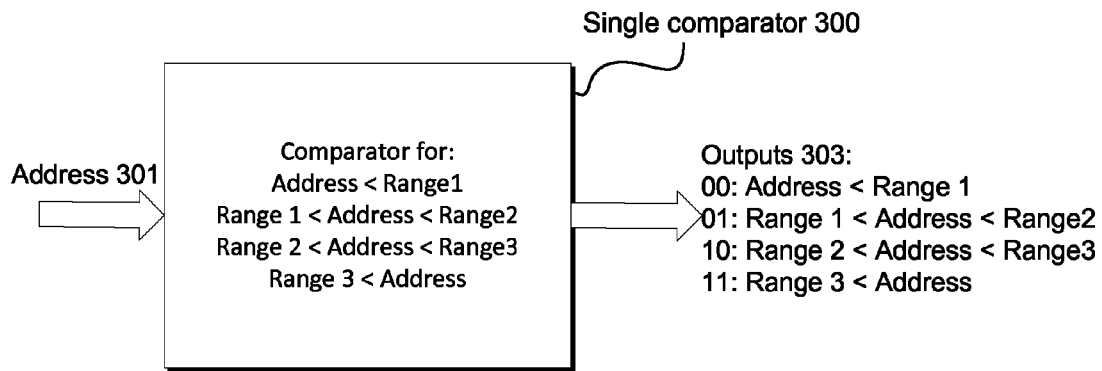 Single comparator 300
Address 301
Comparator for:
Address < Range1
Range 1 < Address < Range2
Range 2 < Address < Range3
Range 3 < Address
Outputs 303:
00: Address < Range 1
01: Range 1 < Address < Range2
10: Range 2 < Address < Range3
11: Range 3 < Address